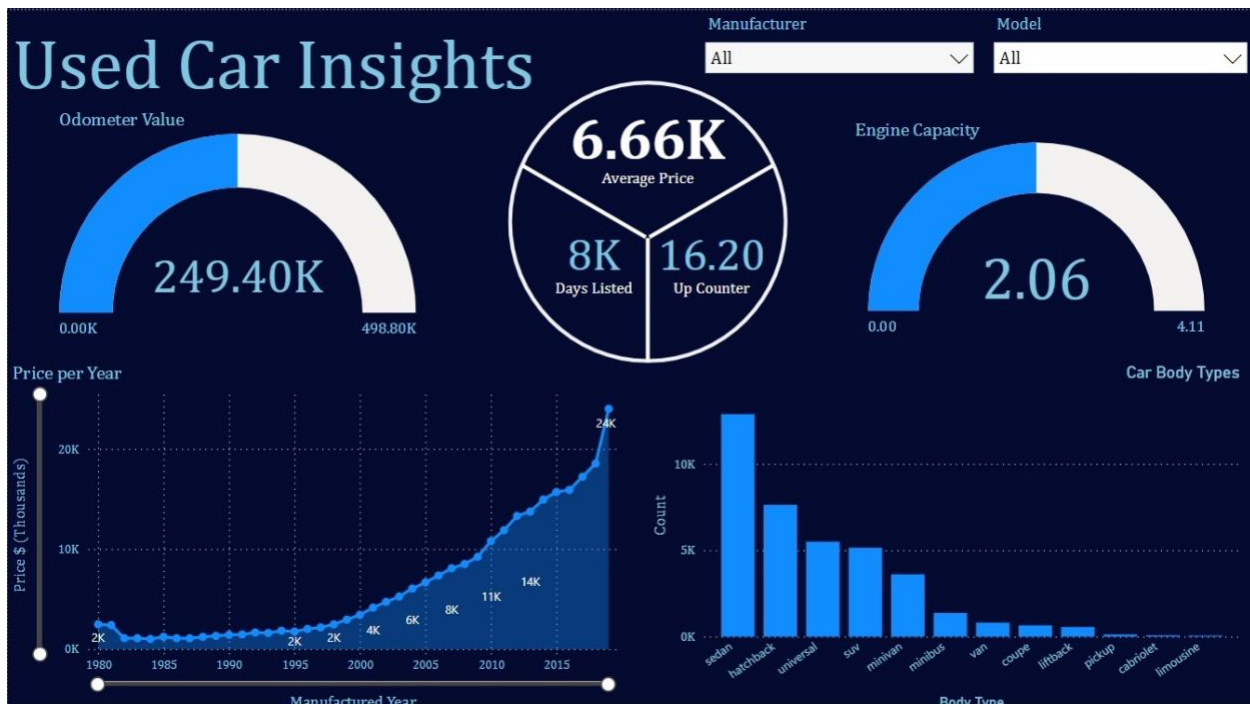 Used Car Insights
Manufacturer
All
Model
All
Odometer Value
249.40K
0.00K
498.80K
6.66K
Average Price
8K
Days Listed
16.20
Up Counter
Engine Capacity
2.06
0.00
4.11
Price per Year
Price $ (Thousands)
20K
10K
0K
2K
2K
2K
4K
6K
8K
11K
14K
24K
1980 1985 1990 1995 2000 2005 2010 2015
Manufactured Year
Car Body Types
Count
10K
5K
0K
sedan hatchback universal suv minivan minibus van coupe liftback pickup cabriolet limousine
Body Type